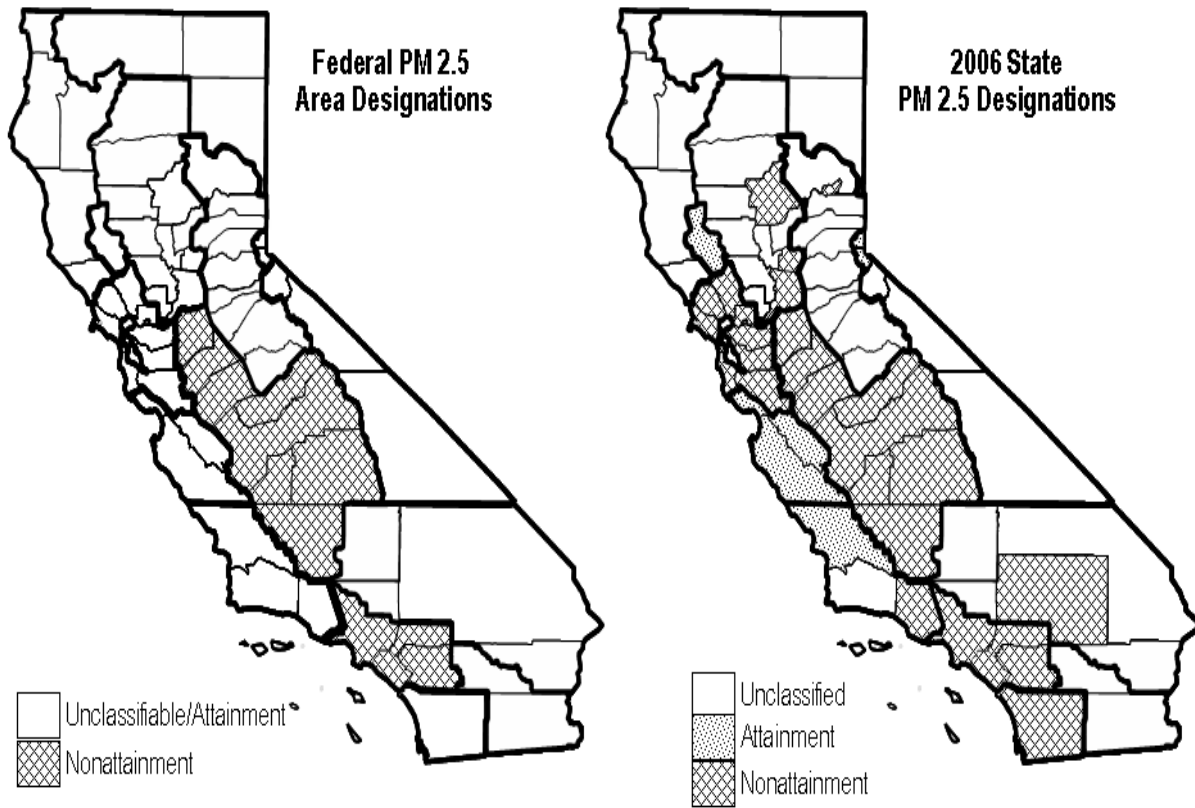 Federal PM 2.5
Area Designations
Unclassifiable/Attainment
Nonattainment
2006 State
PM 2.5 Designations
Unclassified
Attainment
Nonattainment